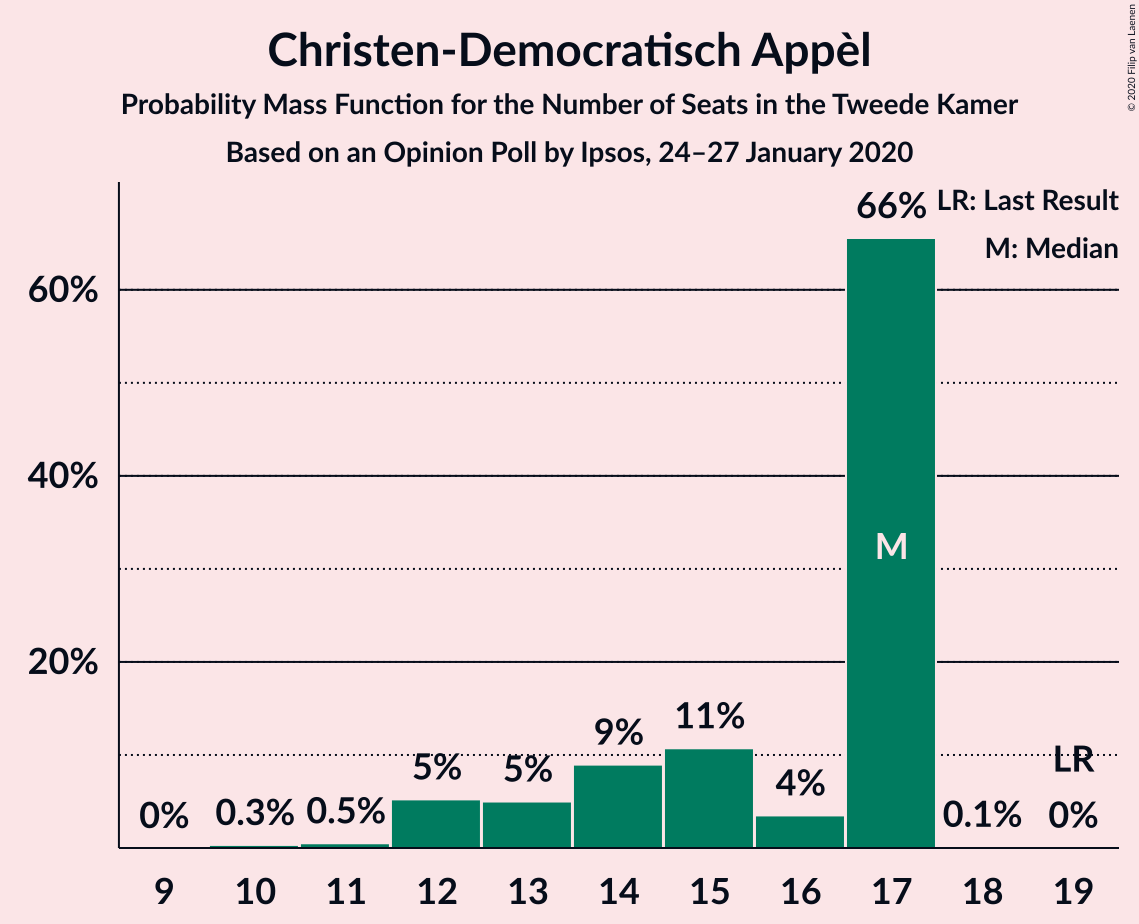 Christen-Democratisch Appèl
Probability Mass Function for the Number of Seats in the Tweede Kamer
Based on an Opinion Poll by Ipsos, 24–27 January 2020
© 2020 Filip van Laenen
LR: Last Result
M: Median
66%
60%
40%
M
20%
11%
9%
5%
5%
4%
LR
0%
0.3%
0.5%
0.1%
0%
9 10 11 12 13 14 15 16 17 18 19